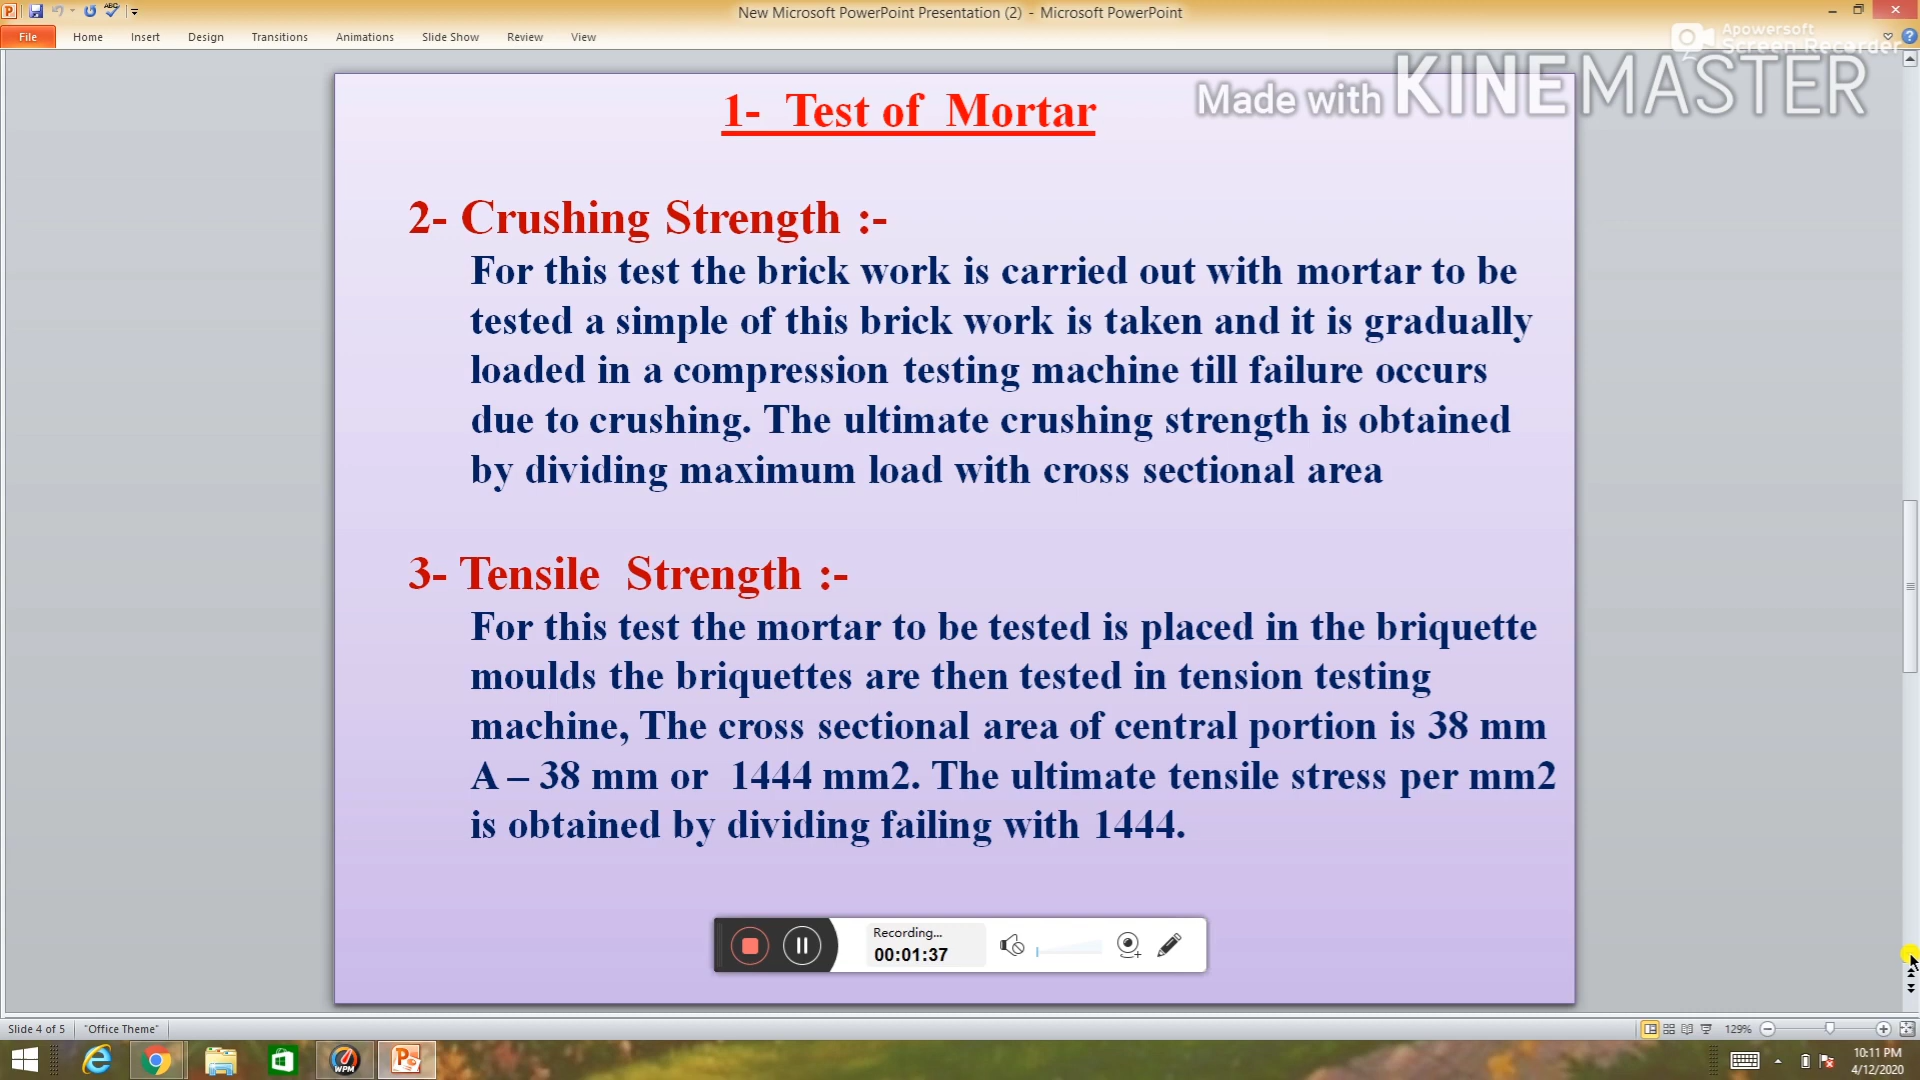 New Microsoft PowerPoint Presentation (2) - Microsoft PowerPoint
File Home Insert Design Transitions Animations Slide Show Review View
Apowersoft
Screen Recorder
Made with KINEMASTER
1- Test of Mortar
2- Crushing Strength :-
For this test the brick work is carried out with mortar to be
tested a simple of this brick work is taken and it is gradually
loaded in a compression testing machine till failure occurs
due to crushing. The ultimate crushing strength is obtained
by dividing maximum load with cross sectional area
3- Tensile Strength :-
For this test the mortar to be tested is placed in the briquette
moulds the briquettes are then tested in tension testing
machine, The cross sectional area of central portion is 38 mm
A – 38 mm or 1444 mm2. The ultimate tensile stress per mm2
is obtained by dividing failing with 1444.
Recording...
00:01:37
Slide 4 of 5 "Office Theme" 129%
WPM
10:11 PM
4/12/2020